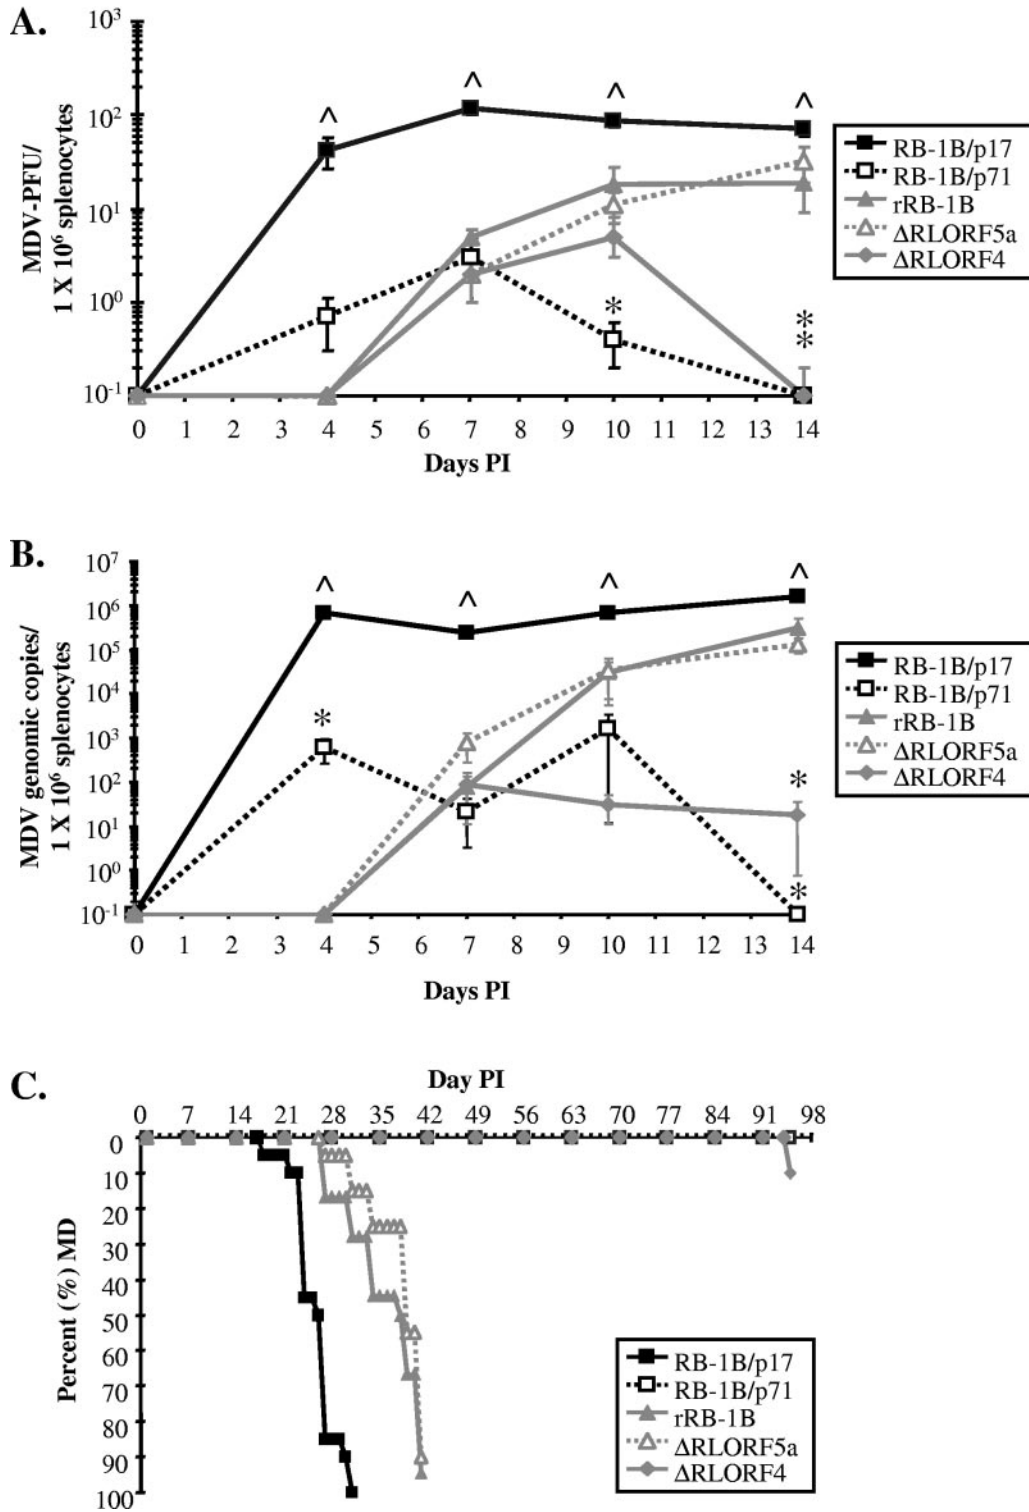 A.
MDV-PFU/
1 X 10⁶ splenocytes
10³
10²
10¹
10⁰
10⁻¹
^ ^ ^ ^
*
*
*
0 1 2 3 4 5 6 7 8 9 10 11 12 13 14
Days PI
RB-1B/p17
RB-1B/p71
rRB-1B
ΔRLORF5a
ΔRLORF4
B.
MDV genomic copies/
1 X 10⁶ splenocytes
10⁷
10⁶
10⁵
10⁴
10³
10²
10¹
10⁰
10⁻¹
^ ^ ^ ^
*
*
*
0 1 2 3 4 5 6 7 8 9 10 11 12 13 14
Days PI
RB-1B/p17
RB-1B/p71
rRB-1B
ΔRLORF5a
ΔRLORF4
C.
Day PI
0 7 14 21 28 35 42 49 56 63 70 77 84 91 98
Percent (%) MD
0
10
20
30
40
50
60
70
80
90
100
RB-1B/p17
RB-1B/p71
rRB-1B
ΔRLORF5a
ΔRLORF4